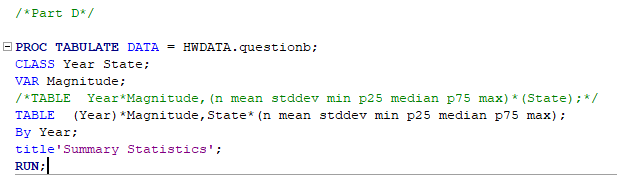 /*Part D*/
PROC TABULATE DATA = HWDATA.questionb;
CLASS Year State;
VAR Magnitude;
/*TABLE  Year*Magnitude,(n mean stddev min p25 median p75 max)*(State);*/
TABLE  (Year)*Magnitude,State*(n mean stddev min p25 median p75 max);
By Year;
title'Summary Statistics';
RUN;